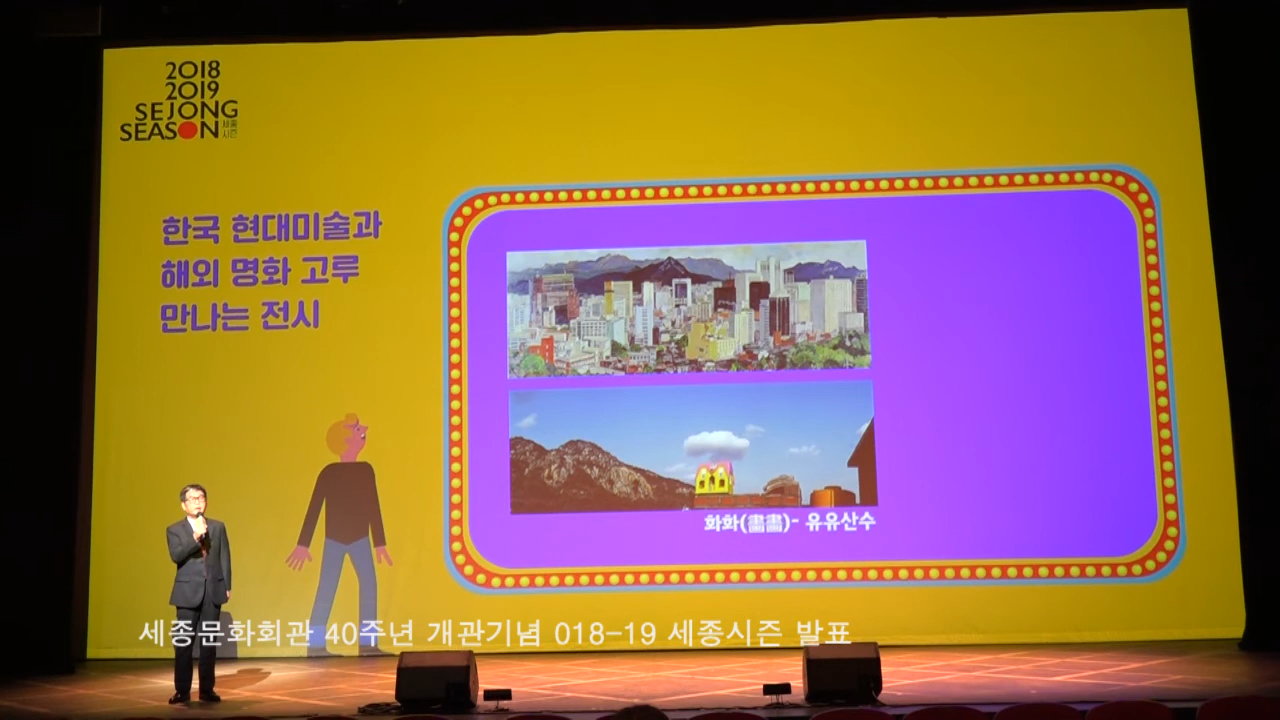 2018
2019
SEJONG
SEASON
세종
시즌
한국 현대미술과
해외 명화 고루
만나는 전시
화화(畵畵)- 유유산수
세종문화회관 40주년 개관기념 018-19 세종시즌 발표